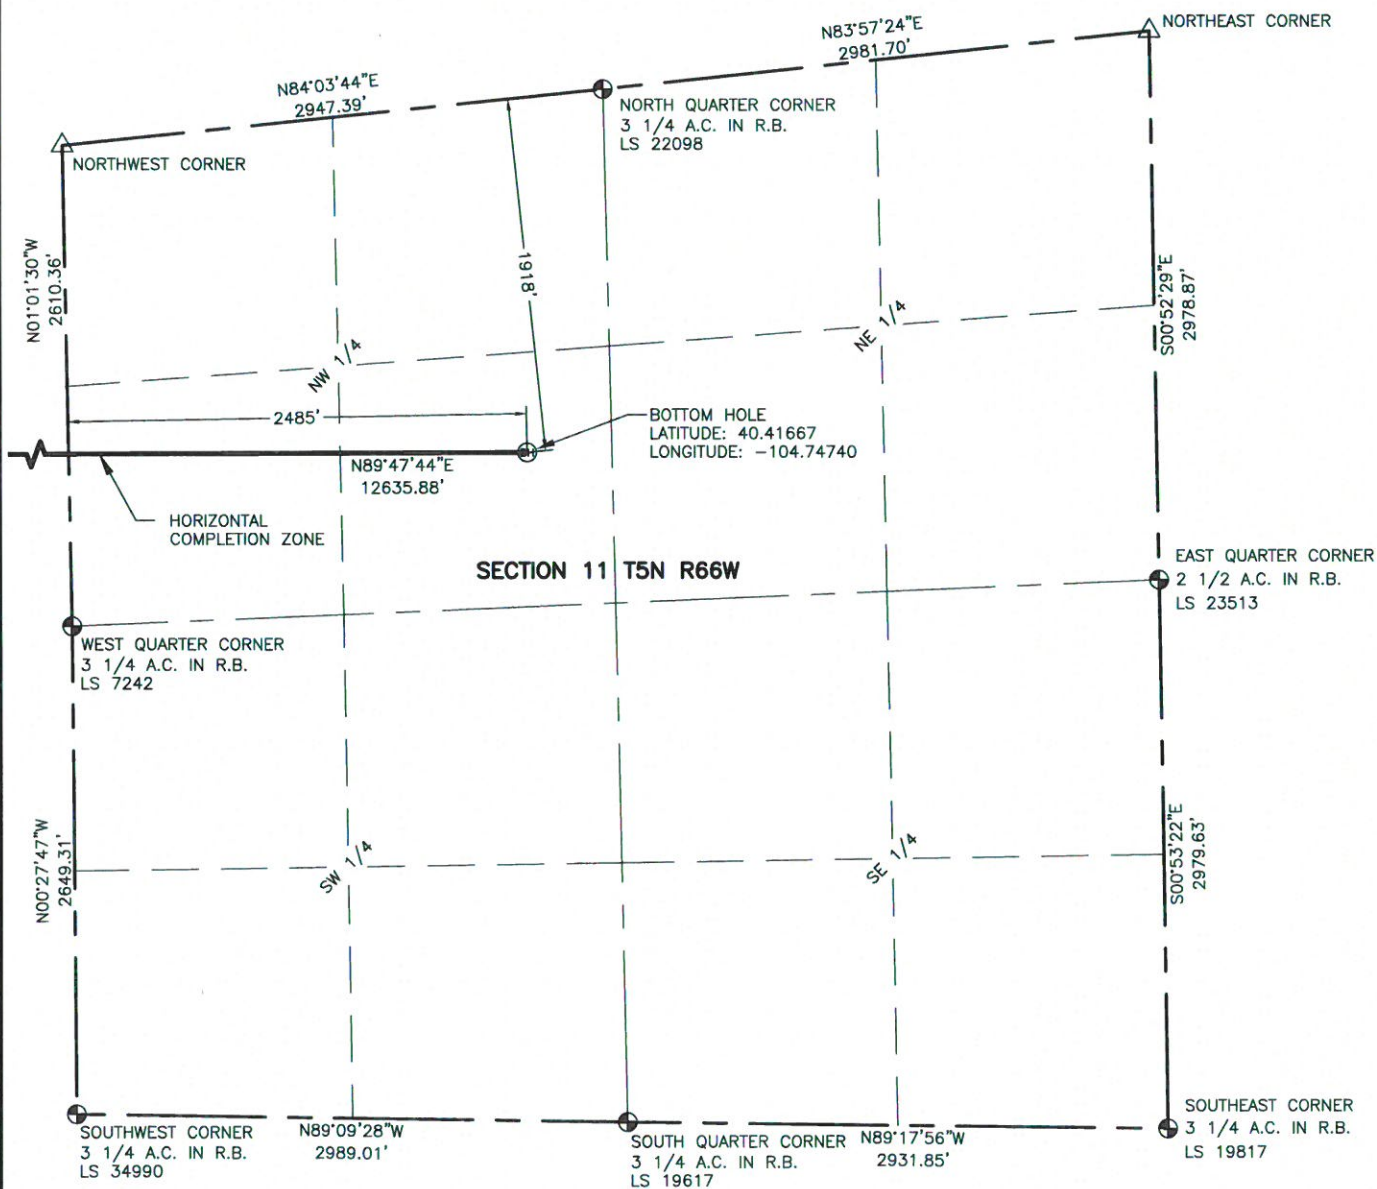 N83°57'24"E
2981.70'
NORTHEAST CORNER
N84°03'44"E
2947.39'
NORTH QUARTER CORNER
3 1/4 A.C. IN R.B.
LS 22098
NORTHWEST CORNER
N01°01'30"W
2610.36'
1918'
S00°52'29"E
2978.87'
NW 1/4
NE 1/4
2485'
BOTTOM HOLE
LATITUDE: 40.41667
LONGITUDE: -104.74740
N89°47'44"E
12635.88'
HORIZONTAL
COMPLETION ZONE
SECTION 11 T5N R66W
EAST QUARTER CORNER
2 1/2 A.C. IN R.B.
LS 23513
WEST QUARTER CORNER
3 1/4 A.C. IN R.B.
LS 7242
N00°27'47"W
2649.31'
SW 1/4
SE 1/4
S00°53'22"E
2979.63'
SOUTHWEST CORNER
3 1/4 A.C. IN R.B.
LS 34990
N89°09'28"W
2989.01'
SOUTH QUARTER CORNER
3 1/4 A.C. IN R.B.
LS 19617
N89°17'56"W
2931.85'
SOUTHEAST CORNER
3 1/4 A.C. IN R.B.
LS 19817